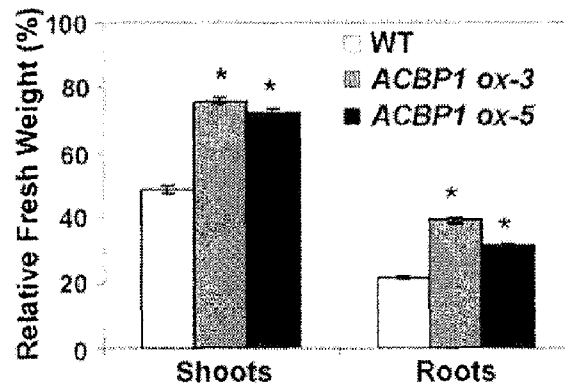 Relative Fresh Weight (%)
100
80
60
40
20
0
WT
ACBP1 ox-3
ACBP1 ox-5
* *
* *
Shoots Roots